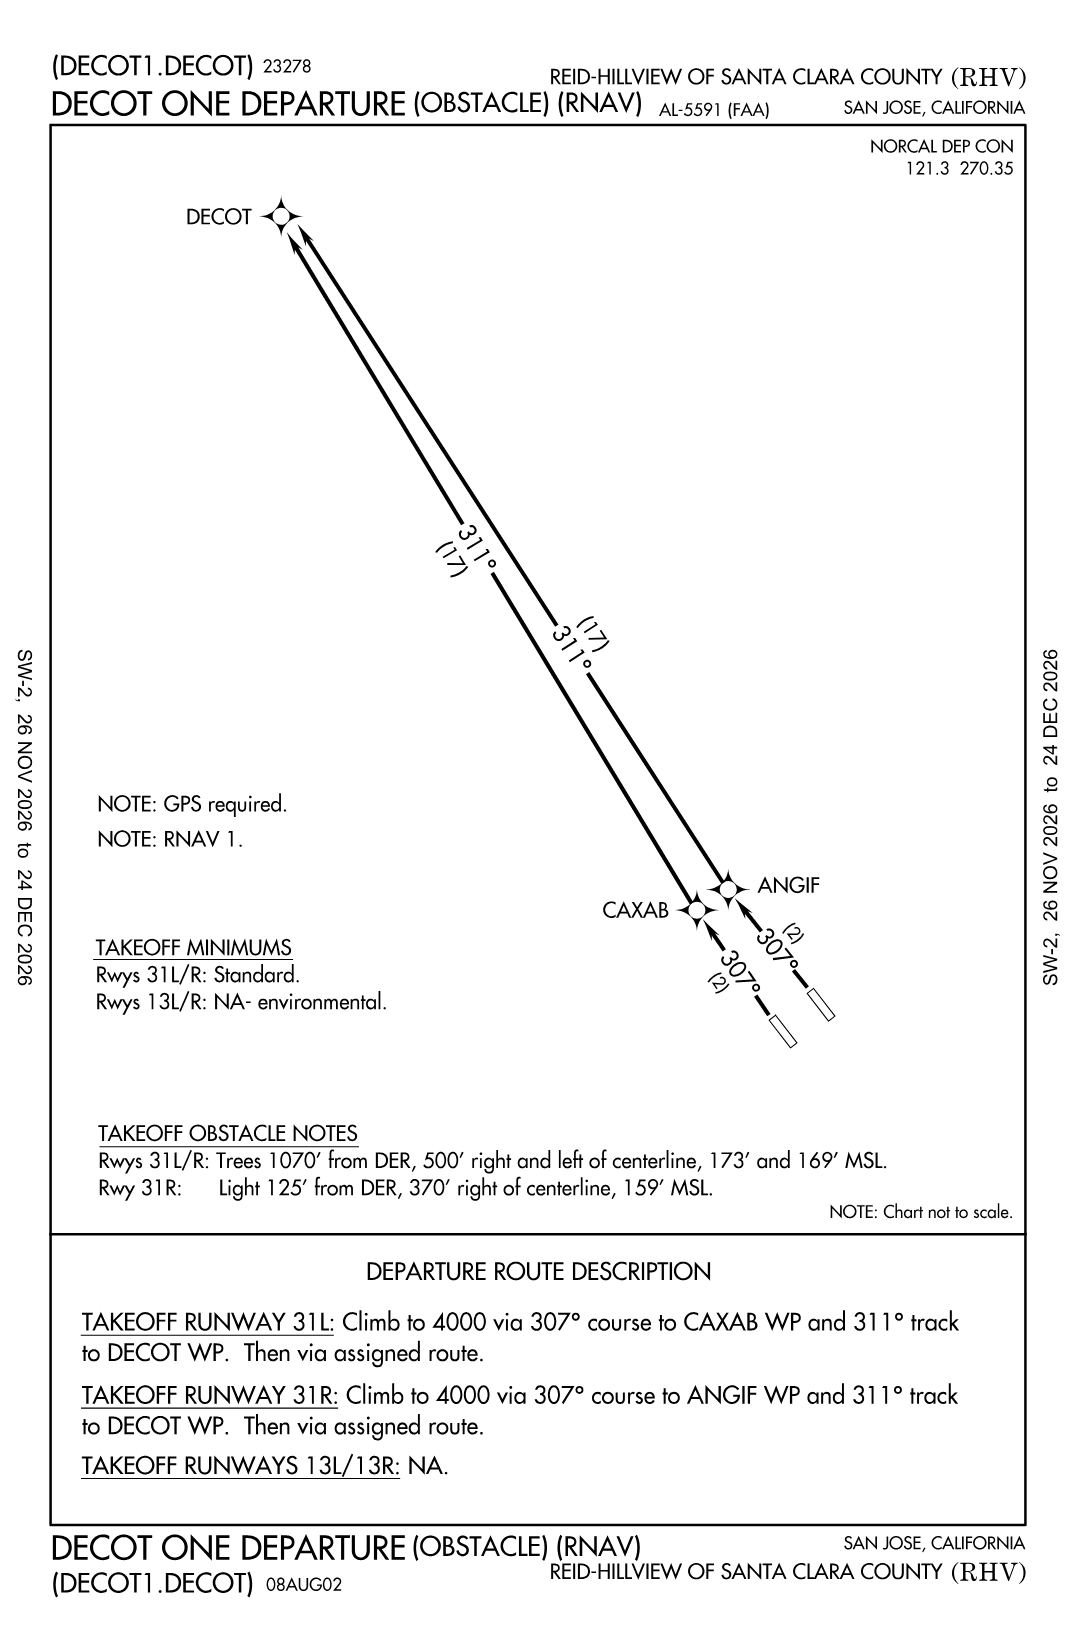 (DECOT1.DECOT) 23278
REID-HILLVIEW OF SANTA CLARA COUNTY (RHV)
DECOT ONE DEPARTURE (OBSTACLE) (RNAV) AL-5591 (FAA)
SAN JOSE, CALIFORNIA
NORCAL DEP CON
121.3 270.35
DECOT
311°
(17)
(17)
311°
SW-2, 26 NOV 2026 to 24 DEC 2026
SW-2, 26 NOV 2026 to 24 DEC 2026
NOTE: GPS required.
NOTE: RNAV 1.
ANGIF
CAXAB
(2)
307°
307°
(2)
TAKEOFF MINIMUMS
Rwys 31L/R: Standard.
Rwys 13L/R: NA- environmental.
TAKEOFF OBSTACLE NOTES
Rwys 31L/R: Trees 1070′ from DER, 500′ right and left of centerline, 173′ and 169′ MSL.
Rwy 31R: Light 125′ from DER, 370′ right of centerline, 159′ MSL.
NOTE: Chart not to scale.
DEPARTURE ROUTE DESCRIPTION
TAKEOFF RUNWAY 31L: Climb to 4000 via 307° course to CAXAB WP and 311° track
to DECOT WP. Then via assigned route.
TAKEOFF RUNWAY 31R: Climb to 4000 via 307° course to ANGIF WP and 311° track
to DECOT WP. Then via assigned route.
TAKEOFF RUNWAYS 13L/13R: NA.
DECOT ONE DEPARTURE (OBSTACLE) (RNAV)
SAN JOSE, CALIFORNIA
REID-HILLVIEW OF SANTA CLARA COUNTY (RHV)
(DECOT1.DECOT) 08AUG02